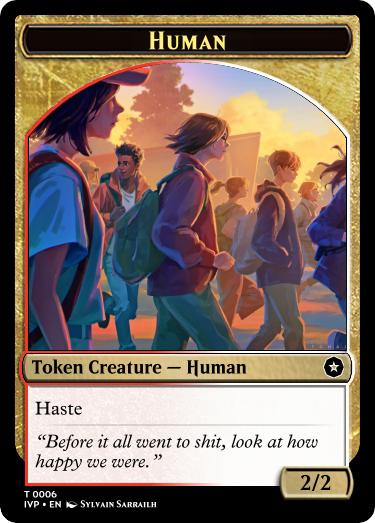 HUMAN
Token Creature — Human
Haste
“Before it all went to shit, look at how
happy we were.”
2/2
T 0006
IVP • EN SYLVAIN SARRAILH